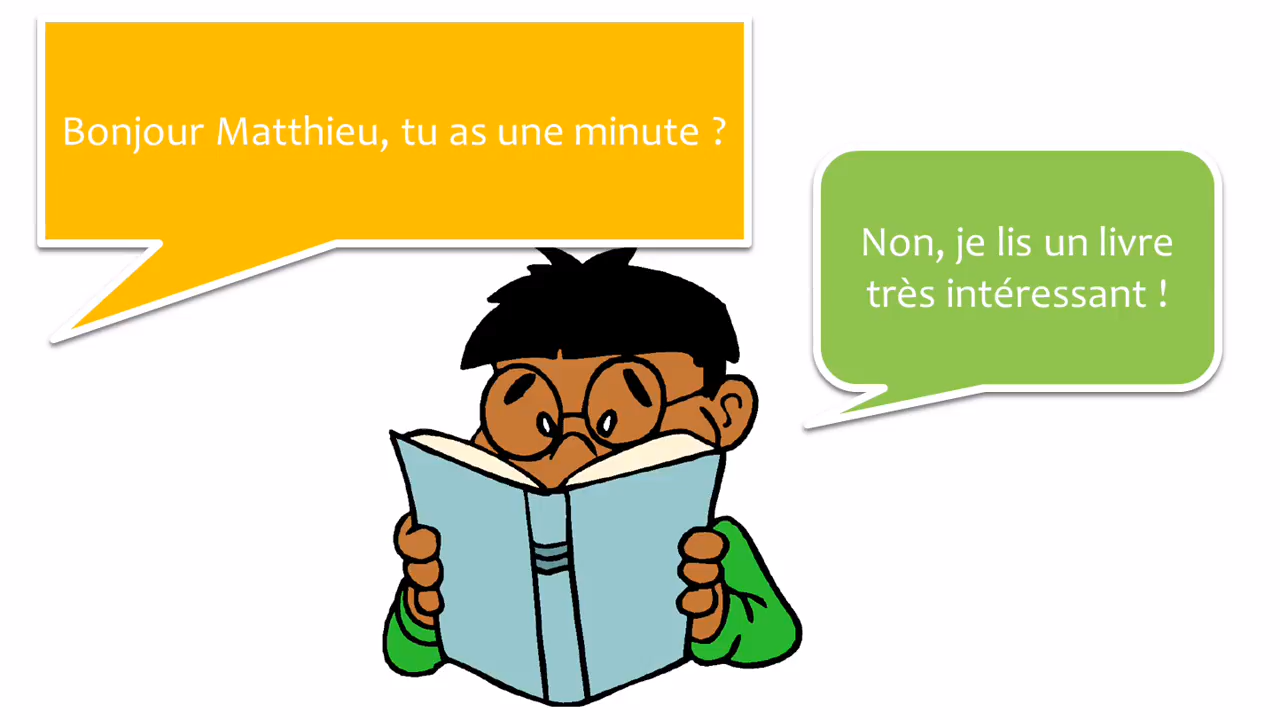 Bonjour Matthieu, tu as une minute ?
Non, je lis un livre
très intéressant !